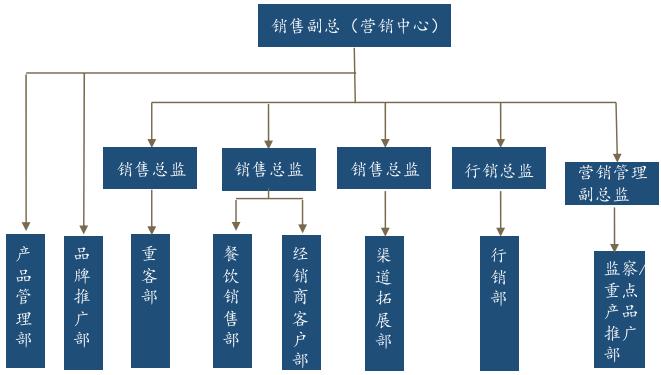 销售副总（营销中心）
销售总监
销售总监
销售总监
行销总监
营销管理
副总监
产品管理部
品牌推广部
重客部
餐饮销售部
经销商客户部
渠道拓展部
行销部
监察/
重点
产品
推广
部